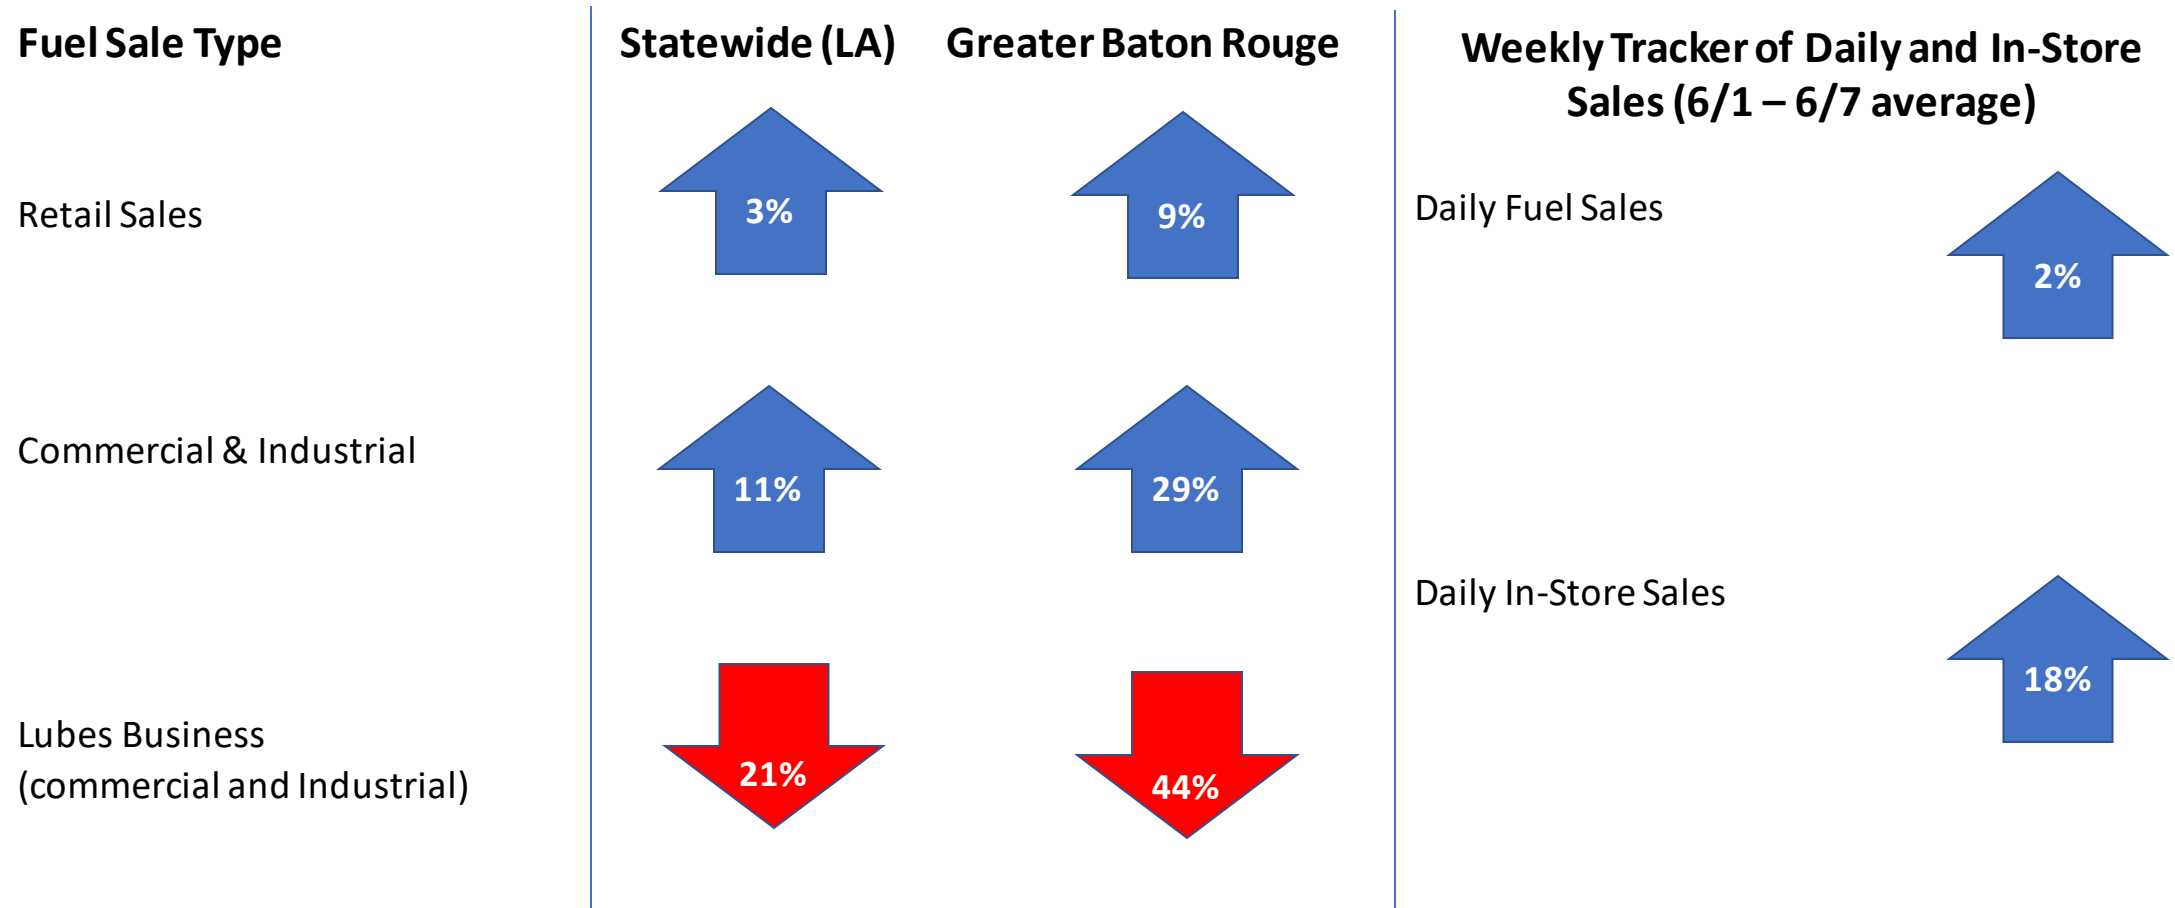 Fuel Sale Type
Statewide (LA)
Greater Baton Rouge
Retail Sales
3%
9%
Commercial & Industrial
11%
29%
Lubes Business
(commercial and Industrial)
21%
44%
Weekly Tracker of Daily and In-Store
Sales (6/1 – 6/7 average)
Daily Fuel Sales
2%
Daily In-Store Sales
18%